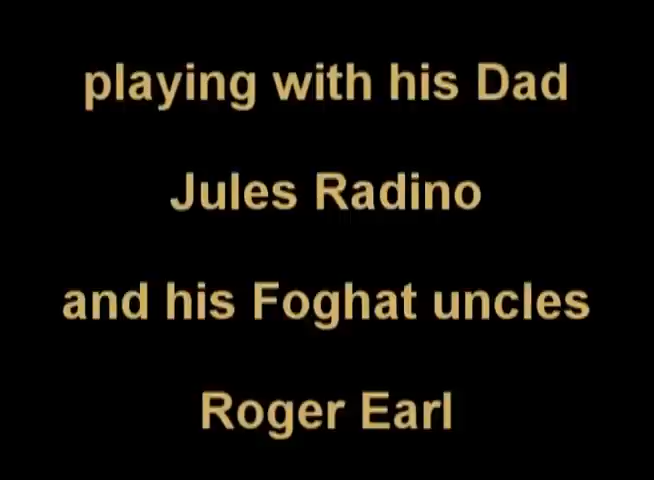 playing with his Dad
Jules Radino
and his Foghat uncles
Roger Earl